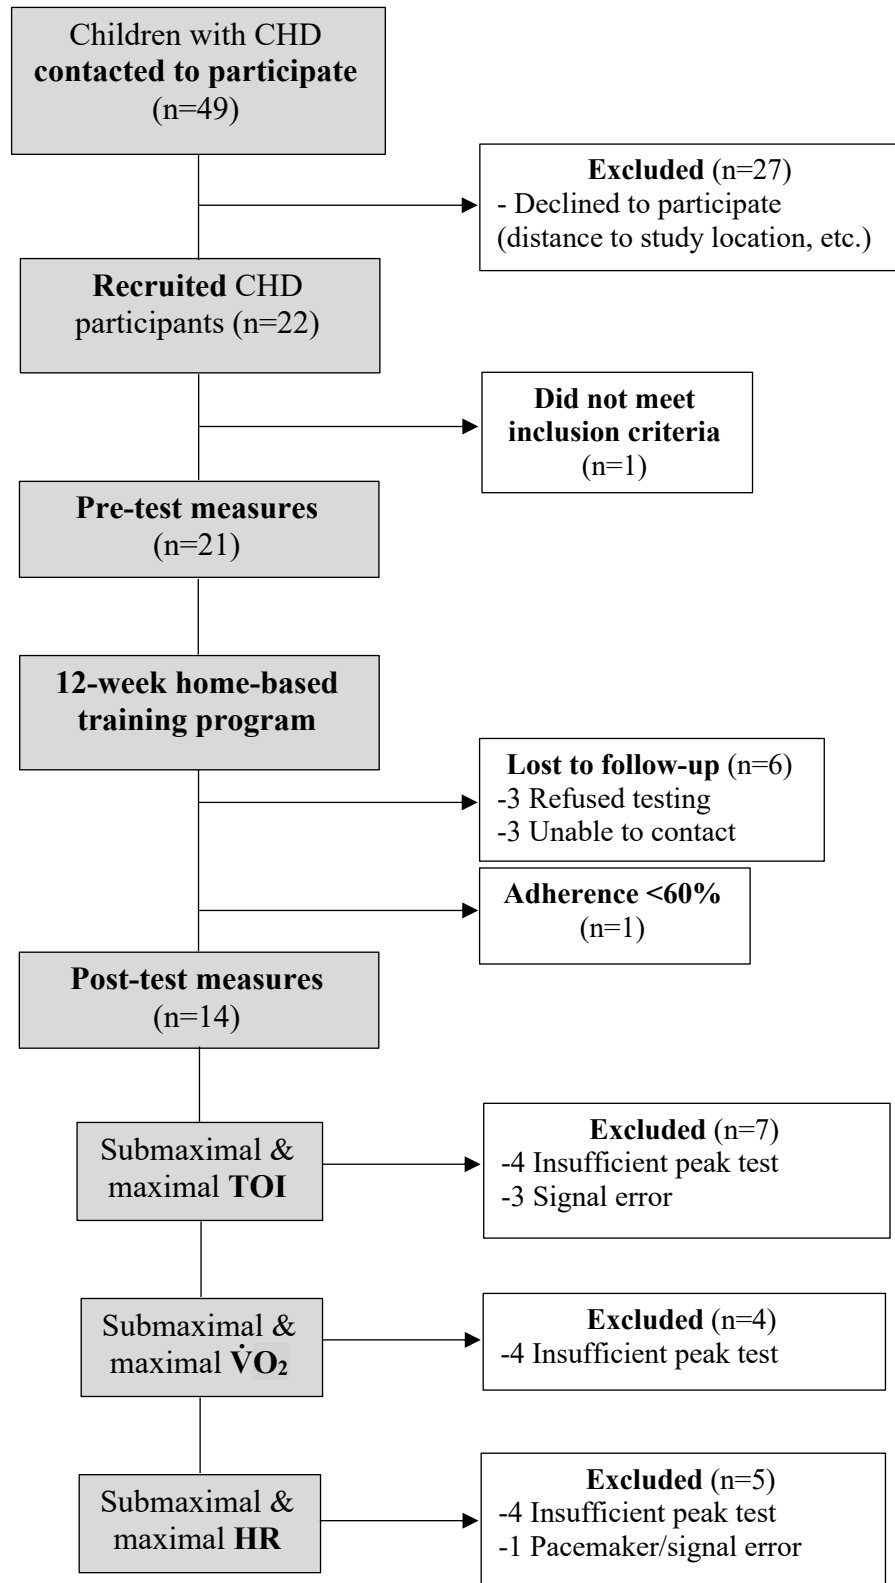 Children with CHD
contacted to participate
(n=49)
Excluded (n=27)
- Declined to participate
(distance to study location, etc.)
Recruited CHD
participants (n=22)
Did not meet
inclusion criteria
(n=1)
Pre-test measures
(n=21)
12-week home-based
training program
Lost to follow-up (n=6)
-3 Refused testing
-3 Unable to contact
Adherence <60%
(n=1)
Post-test measures
(n=14)
Submaximal &
maximal TOI
Excluded (n=7)
-4 Insufficient peak test
-3 Signal error
Submaximal &
maximal V̇O₂
Excluded (n=4)
-4 Insufficient peak test
Submaximal &
maximal HR
Excluded (n=5)
-4 Insufficient peak test
-1 Pacemaker/signal error